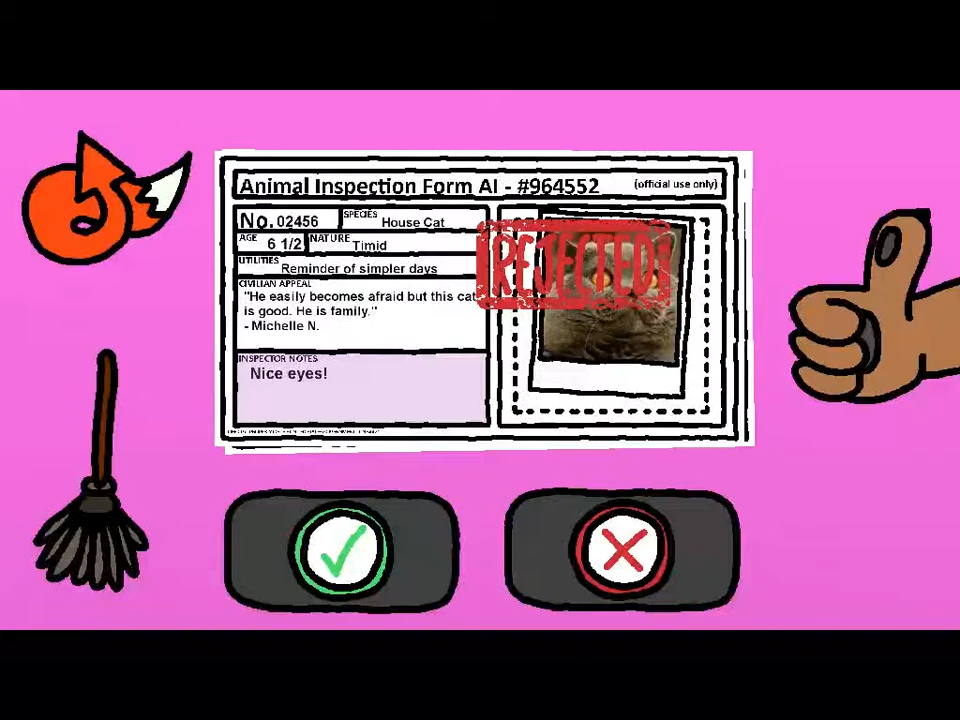 Animal Inspection Form AI - #964552 (official use only)
No. 02456 SPECIES House Cat
AGE 6 1/2 NATURE Timid
UTILITIES Reminder of simpler days
CIVILIAN APPEAL
"He easily becomes afraid but this cat
is good. He is family."
- Michelle N.
INSPECTOR NOTES
Nice eyes!
REJECTED